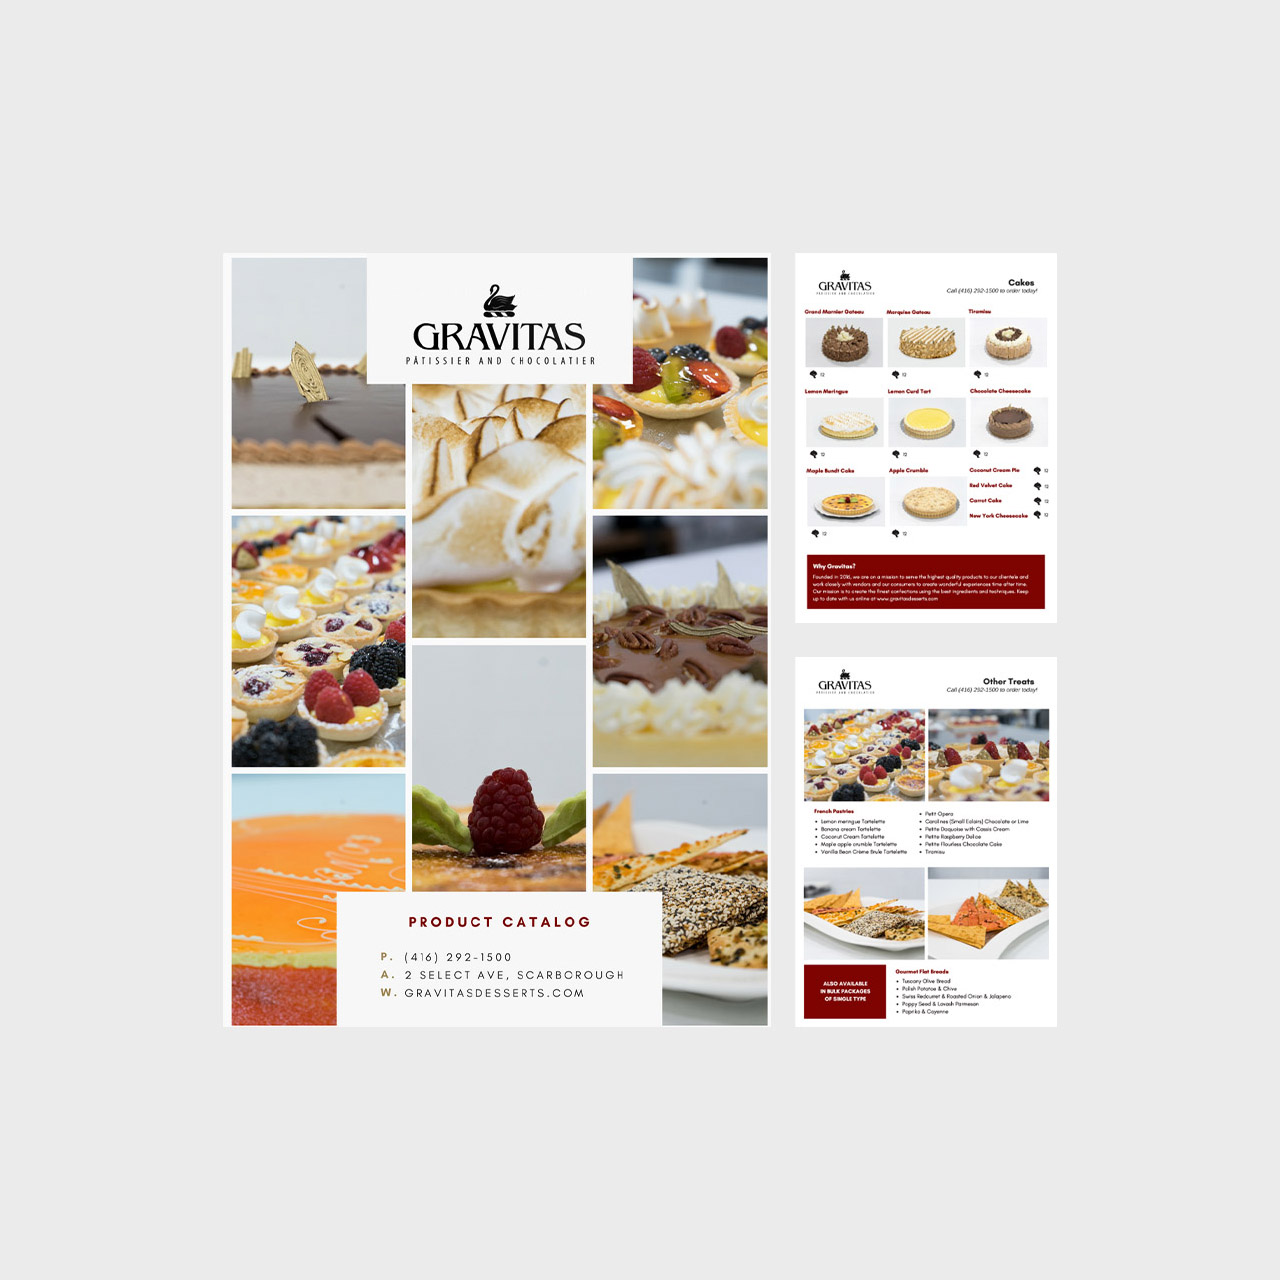 GRAVITAS
PÂTISSIER AND CHOCOLATIER
PRODUCT CATALOG
P. (416) 292-1500
A. 2 SELECT AVE, SCARBOROUGH
W. GRAVITASDESSERTS.COM
GRAVITAS
PÂTISSIER AND CHOCOLATIER
Cakes
Call (416) 292-1500 to order today!
Grand Marnier Gateau
Marquise Gateau
Tiramisu
12
12
12
Lemon Meringue
Lemon Curd Tart
Chocolate Cheesecake
12
12
12
Maple Bundt Cake
Apple Crumble
Coconut Cream Pie 12
Red Velvet Cake 12
Carrot Cake 12
New York Cheesecake 12
12
12
Why Gravitas?
Founded in 2016, we are on a mission to serve the highest quality products to our clientele and
work closely with vendors and our consumers to create wonderful experiences time after time.
Our mission is to create the finest confections using the best ingredients and techniques. Keep
up to date with us online at www.gravitasdesserts.com
GRAVITAS
PÂTISSIER AND CHOCOLATIER
Other Treats
Call (416) 292-1500 to order today!
French Pastries
Lemon meringue Tartelette
Banana cream Tartelette
Coconut Cream Tartelette
Maple apple crumble Tartelette
Vanilla Bean Crème Brule Tartelette
Petit Opera
Carolines (Small Eclairs) Chocolate or Lime
Petite Daquoise with Cassis Cream
Petite Raspberry Delice
Petite Flourless Chocolate Cake
Tiramisu
ALSO AVAILABLE
IN BULK PACKAGES
OF SINGLE TYPE
Gourmet Flat Breads
Tuscany Olive Bread
Polish Potatoe & Chive
Swiss Redcurret & Roasted Onion & Jalapeno
Poppy Seed & Lavash Parmesan
Paprika & Cayenne